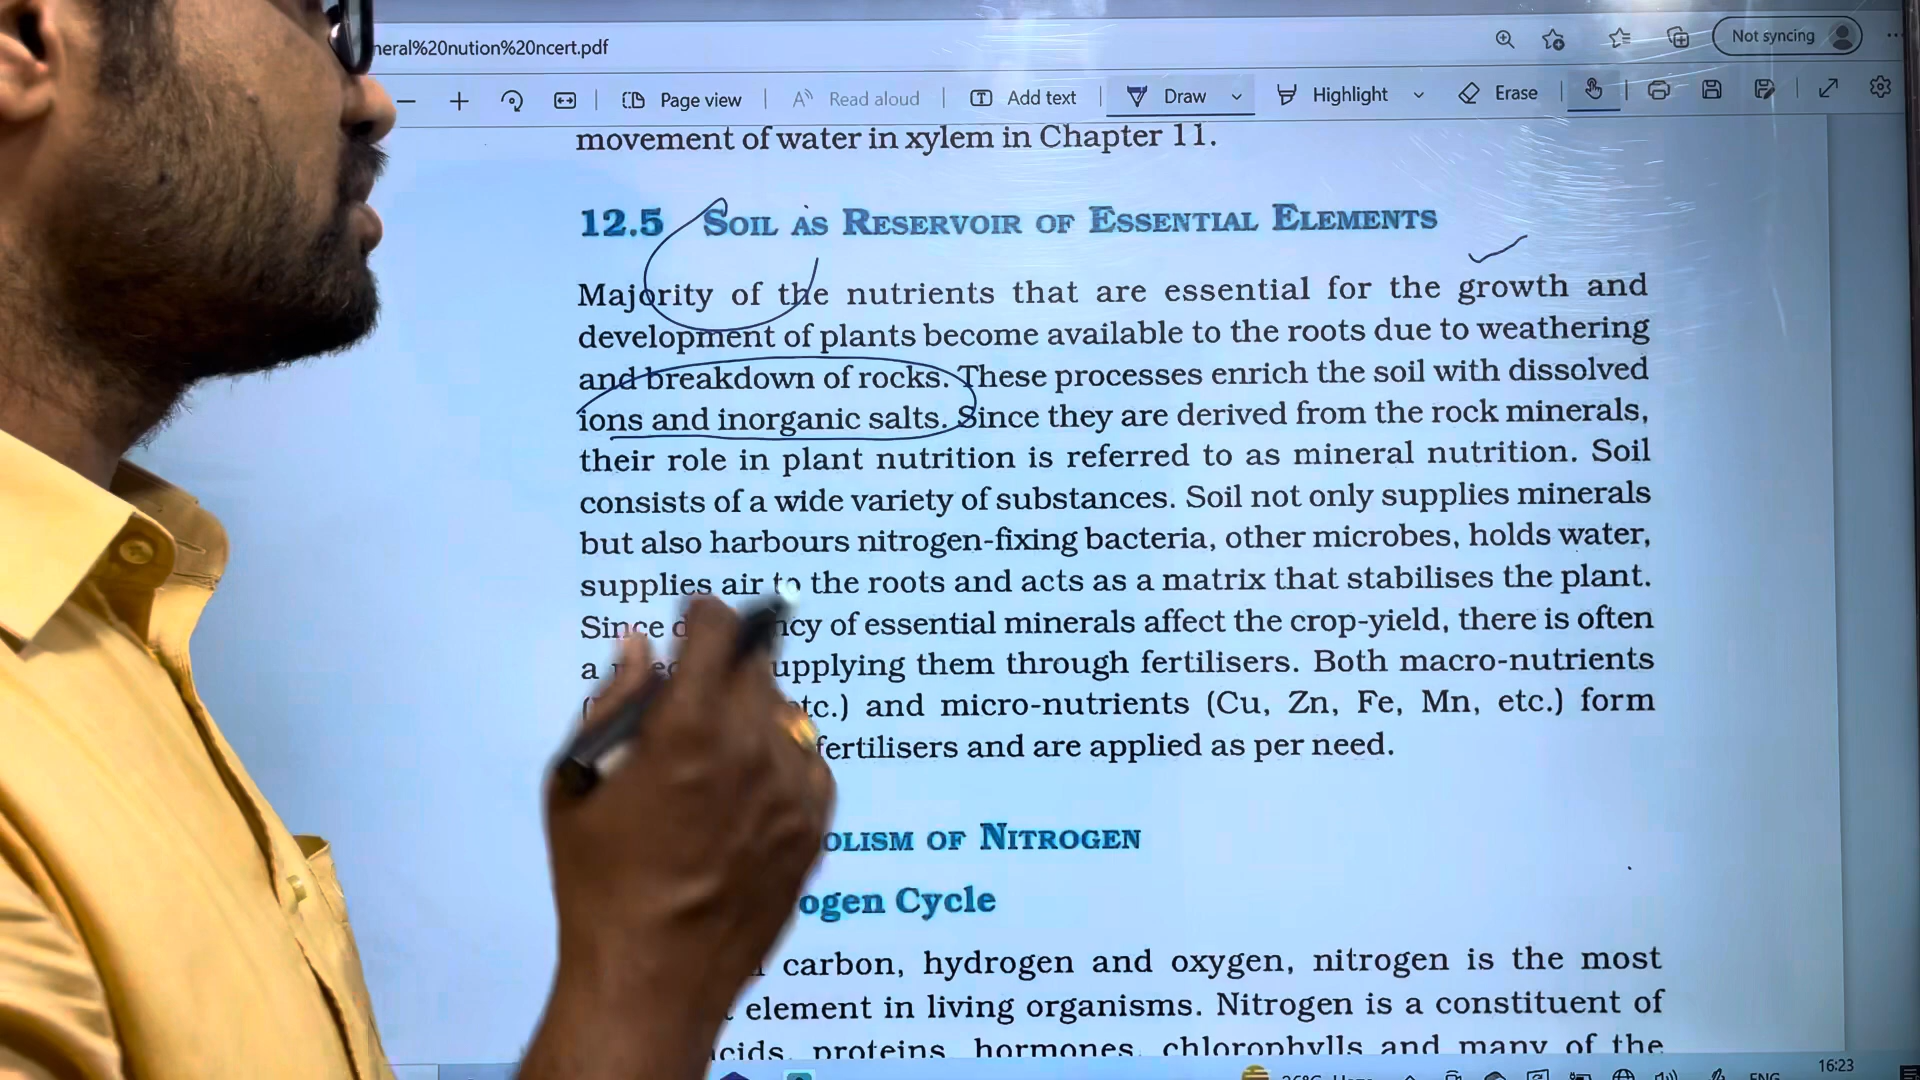 neral%20nution%20ncert.pdf
Not syncing
Page view
Read aloud
Add text
Draw
Highlight
Erase
movement of water in xylem in Chapter 11.
12.5 SOIL AS RESERVOIR OF ESSENTIAL ELEMENTS
Majority of the nutrients that are essential for the growth and
development of plants become available to the roots due to weathering
and breakdown of rocks. These processes enrich the soil with dissolved
ions and inorganic salts. Since they are derived from the rock minerals,
their role in plant nutrition is referred to as mineral nutrition. Soil
consists of a wide variety of substances. Soil not only supplies minerals
but also harbours nitrogen-fixing bacteria, other microbes, holds water,
supplies air to the roots and acts as a matrix that stabilises the plant.
Since of essential minerals affect the crop-yield, there is often
a upplying them through fertilisers. Both macro-nutrients
tc.) and micro-nutrients (Cu, Zn, Fe, Mn, etc.) form
fertilisers and are applied as per need.
OLISM OF NITROGEN
ogen Cycle
carbon, hydrogen and oxygen, nitrogen is the most
element in living organisms. Nitrogen is a constituent of
cids, proteins, hormones, chlorophylls and many of the
ENG
16:23